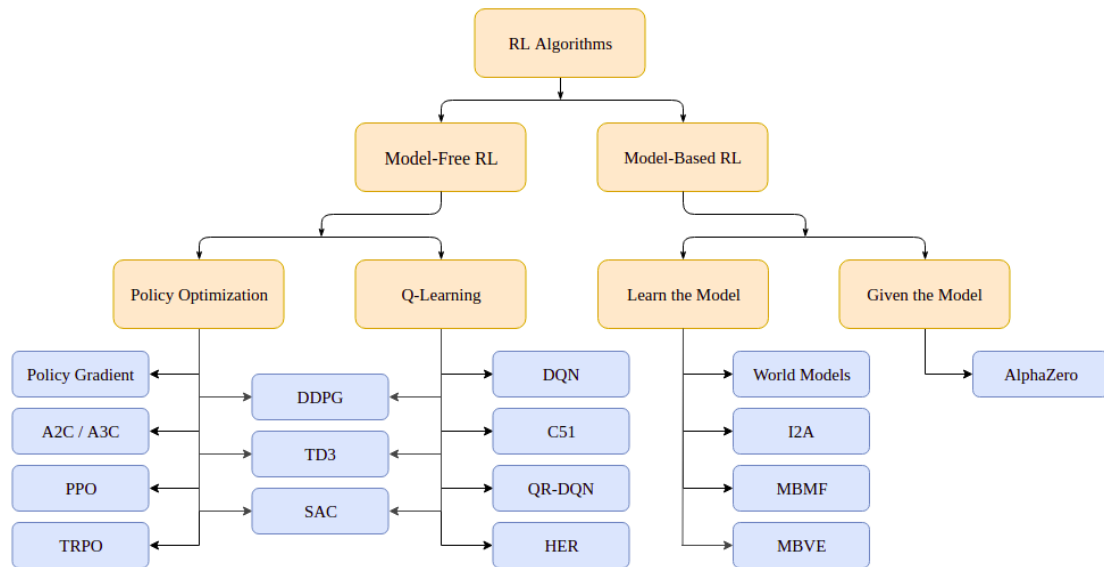 RL Algorithms
Model-Free RL
Model-Based RL
Policy Optimization
Q-Learning
Learn the Model
Given the Model
Policy Gradient
DDPG
DQN
World Models
AlphaZero
A2C / A3C
TD3
C51
I2A
PPO
SAC
QR-DQN
MBMF
TRPO
HER
MBVE